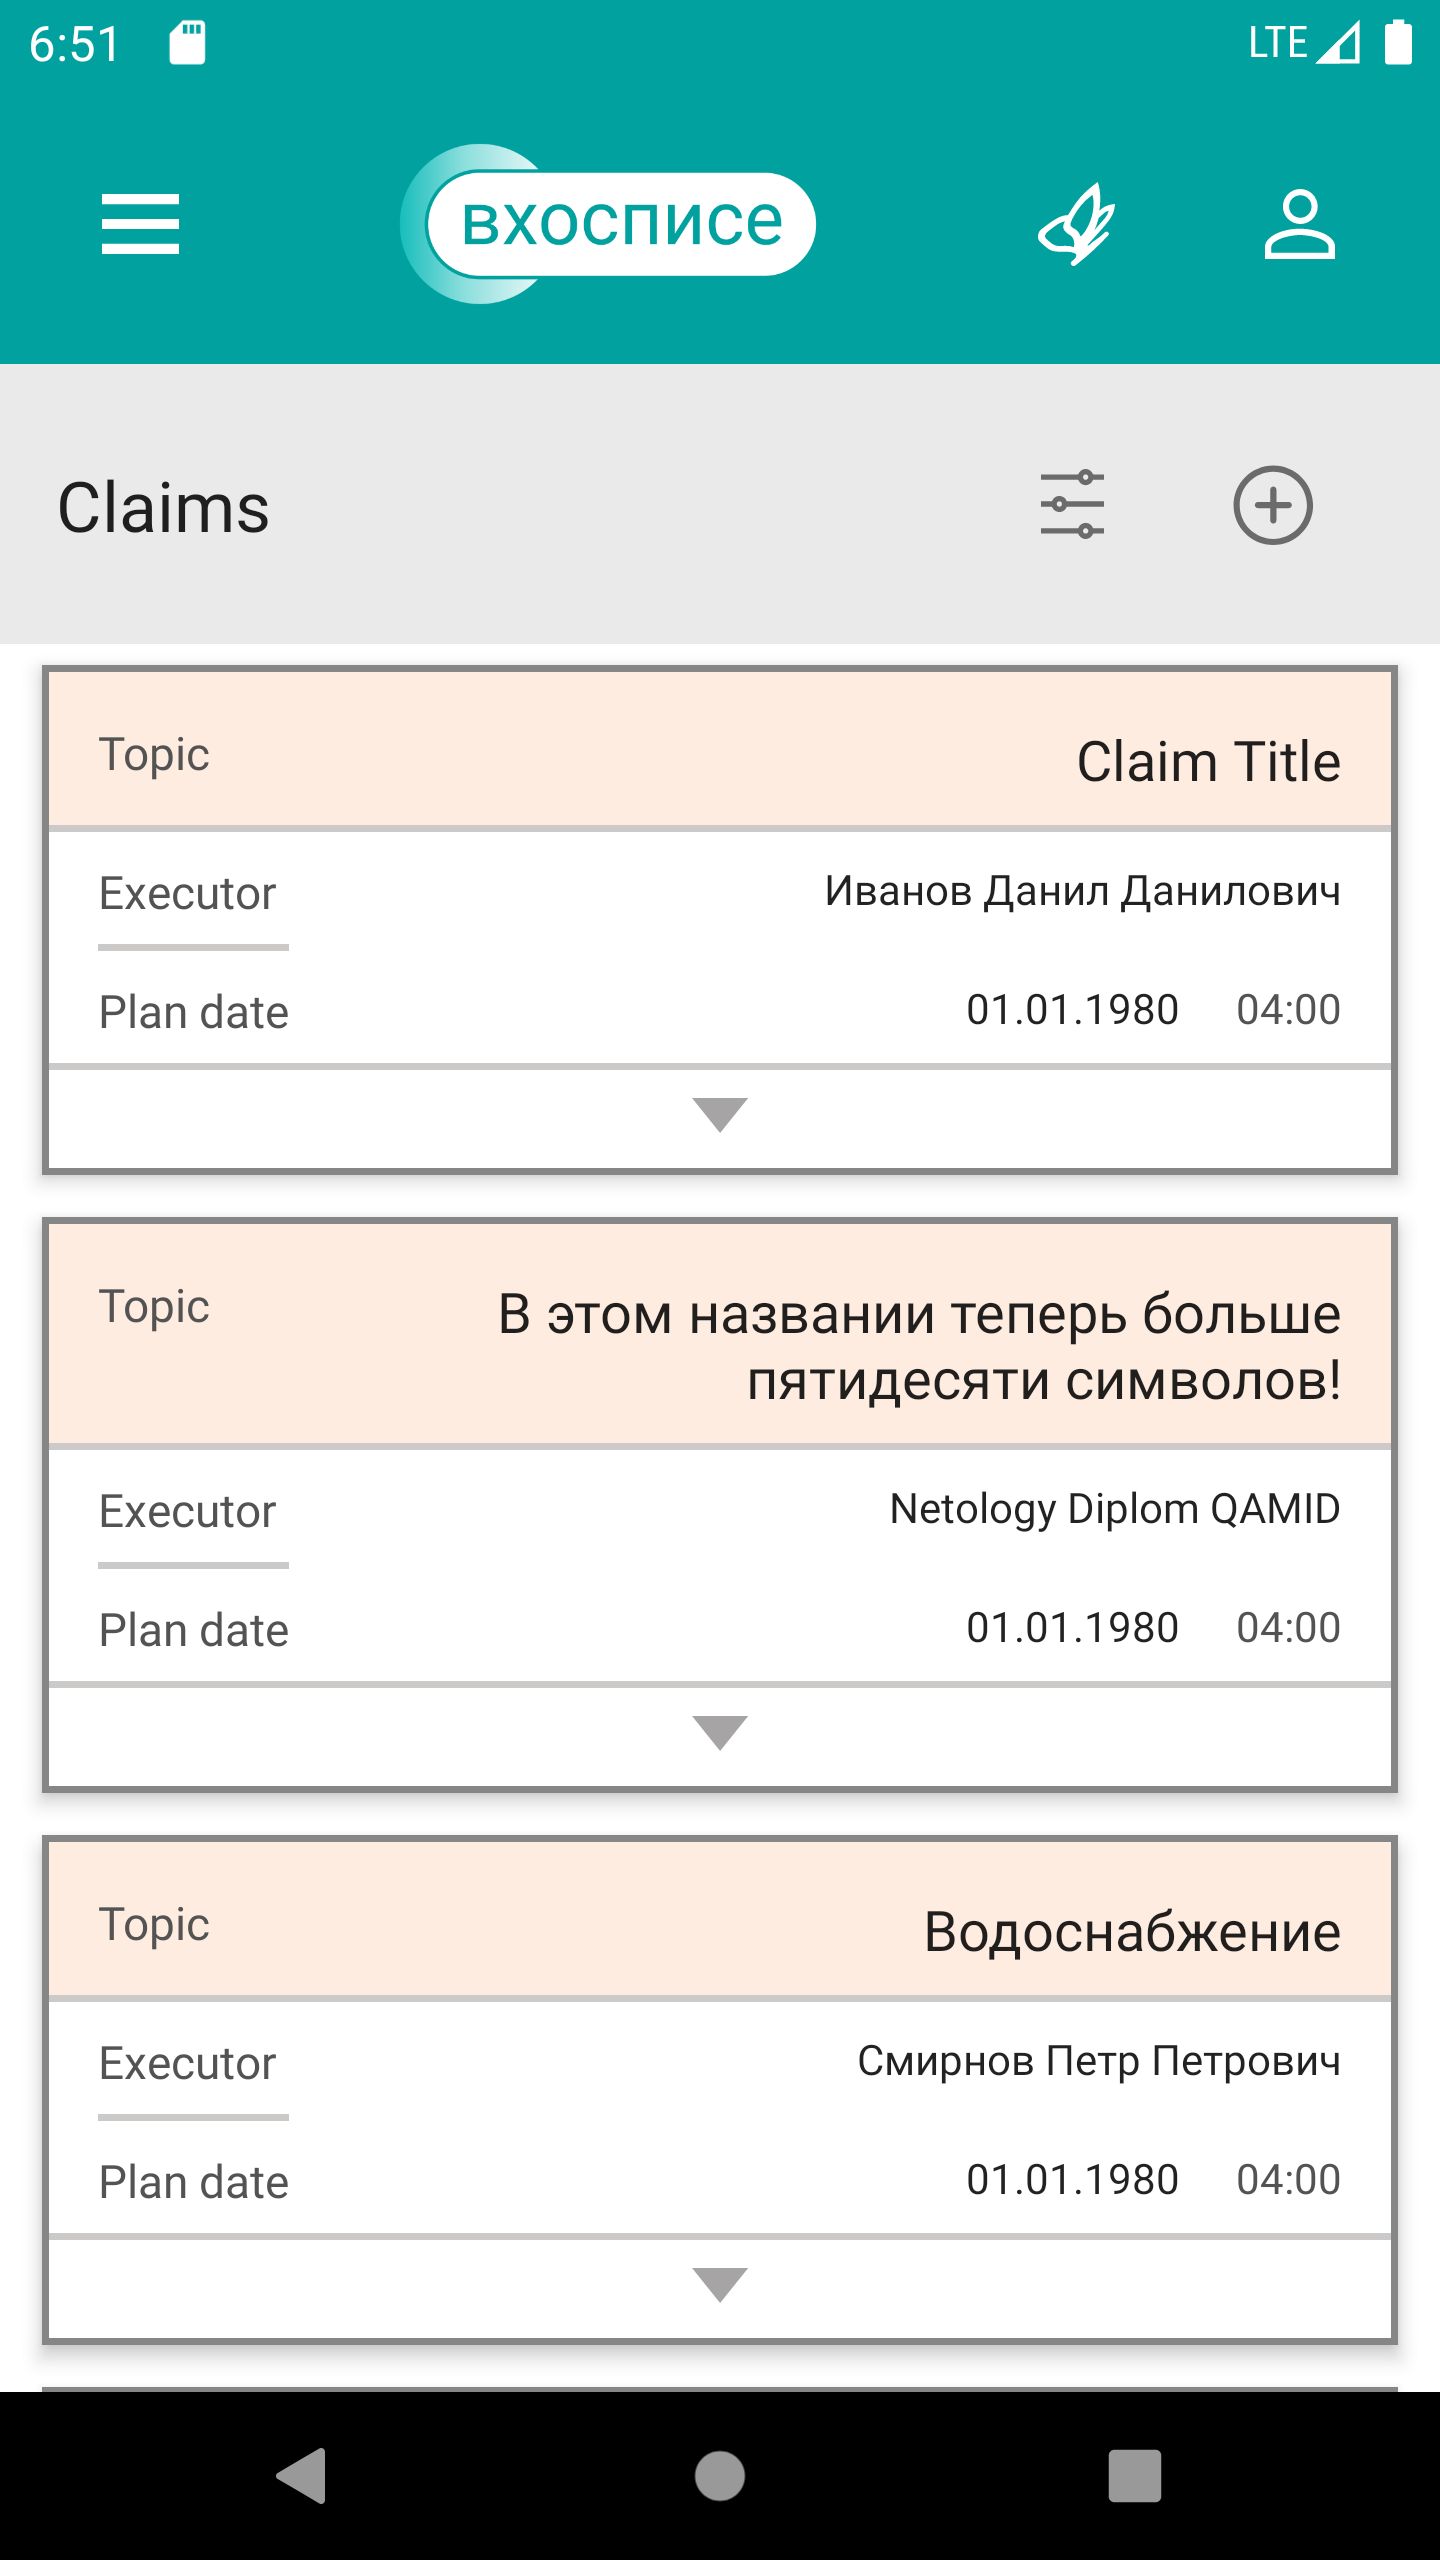 6:51
LTE
вхосписе
Claims
Topic
Claim Title
Executor
Иванов Данил Данилович
Plan date
01.01.1980 04:00
Topic
В этом названии теперь больше
пятидесяти символов!
Executor
Netology Diplom QAMID
Plan date
01.01.1980 04:00
Topic
Водоснабжение
Executor
Смирнов Петр Петрович
Plan date
01.01.1980 04:00